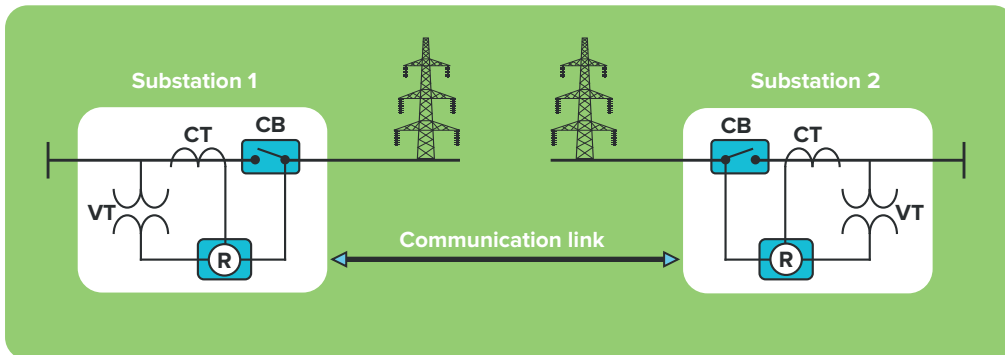 Substation 1
Substation 2
CT
CB
CB
CT
VT
VT
Communication link
R
R